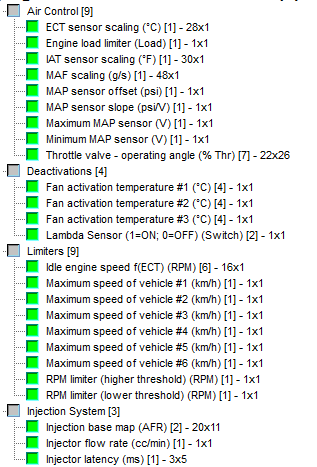 Air Control [9]
ECT sensor scaling (°C) [1] - 28x1
Engine load limiter (Load) [1] - 1x1
IAT sensor scaling (°F) [1] - 30x1
MAF scaling (g/s) [1] - 48x1
MAP sensor offset (psi) [1] - 1x1
MAP sensor slope (psi/V) [1] - 1x1
Maximum MAP sensor (V) [1] - 1x1
Minimum MAP sensor (V) [1] - 1x1
Throttle valve - operating angle (% Thr) [7] - 22x26
Deactivations [4]
Fan activation temperature #1 (°C) [4] - 1x1
Fan activation temperature #2 (°C) [4] - 1x1
Fan activation temperature #3 (°C) [4] - 1x1
Lambda Sensor (1=ON; 0=OFF) (Switch) [2] - 1x1
Limiters [9]
Idle engine speed f(ECT) (RPM) [6] - 16x1
Maximum speed of vehicle #1 (km/h) [1] - 1x1
Maximum speed of vehicle #2 (km/h) [1] - 1x1
Maximum speed of vehicle #3 (km/h) [1] - 1x1
Maximum speed of vehicle #4 (km/h) [1] - 1x1
Maximum speed of vehicle #5 (km/h) [1] - 1x1
Maximum speed of vehicle #6 (km/h) [1] - 1x1
RPM limiter (higher threshold) (RPM) [1] - 1x1
RPM limiter (lower threshold) (RPM) [1] - 1x1
Injection System [3]
Injection base map (AFR) [2] - 20x11
Injector flow rate (cc/min) [1] - 1x1
Injector latency (ms) [1] - 3x5